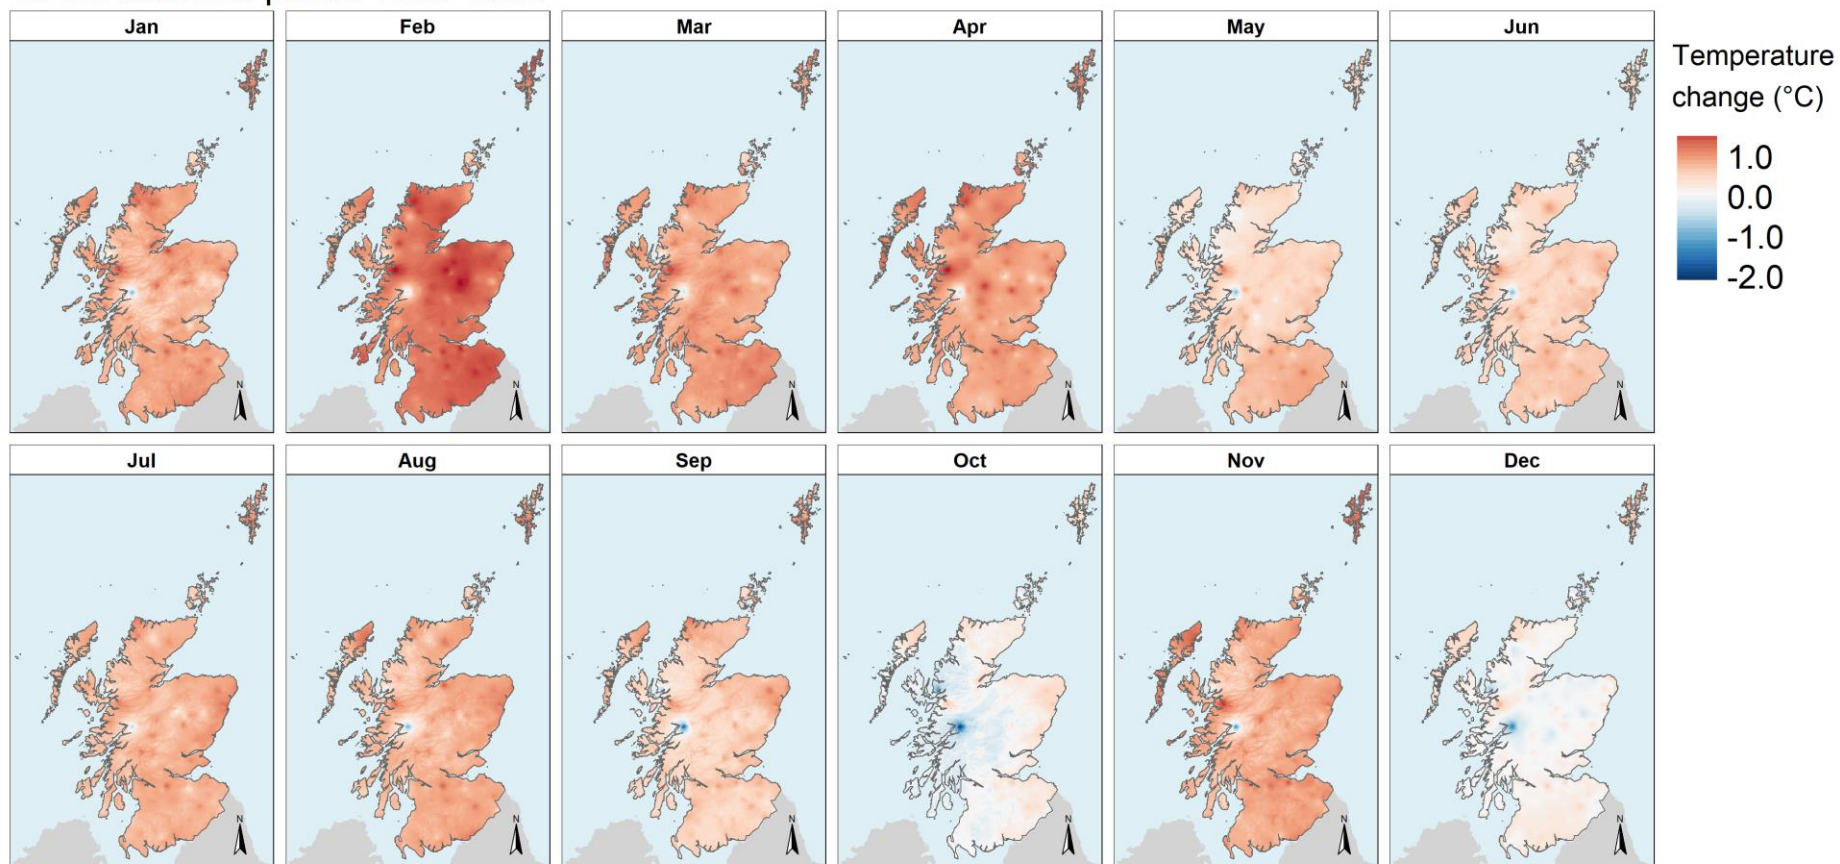 Jan Feb Mar Apr May Jun
Temperature
change (°C)
1.0
0.0
-1.0
-2.0
N N N N N N
Jul Aug Sep Oct Nov Dec
N N N N N N